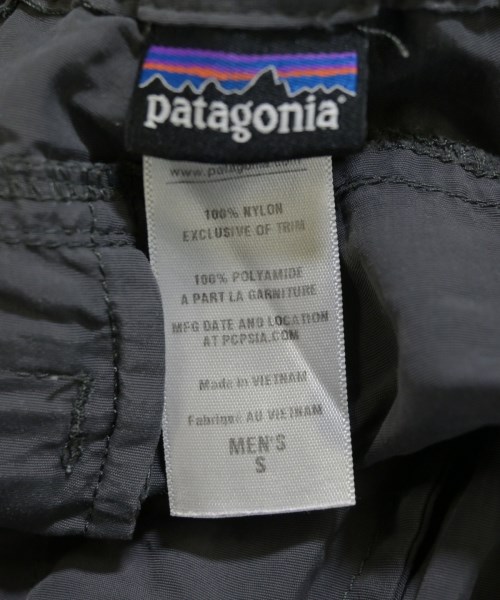 patagonia
www.patagonia.com
100% NYLON
EXCLUSIVE OF TRIM
100% POLYAMIDE
A PART LA GARNITURE
MFG DATE AND LOCATION
AT PCPSIA.COM
Made in VIETNAM
Fabriqué AU VIETNAM
MEN'S
S